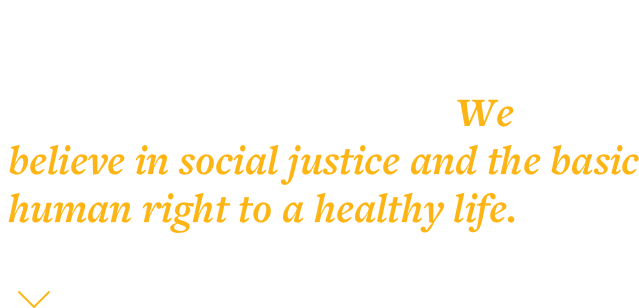 We
believe in social justice and the basic
human right to a healthy life.